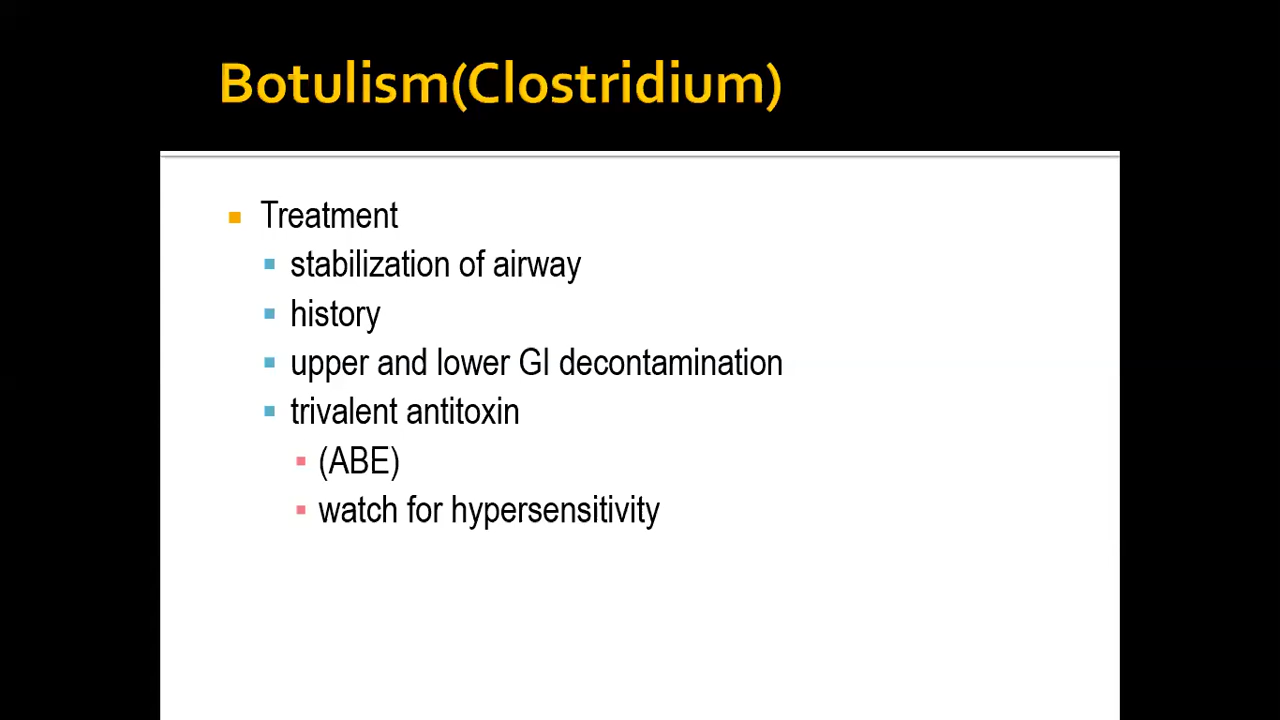 Botulism(Clostridium)
Treatment
stabilization of airway
history
upper and lower GI decontamination
trivalent antitoxin
(ABE)
watch for hypersensitivity